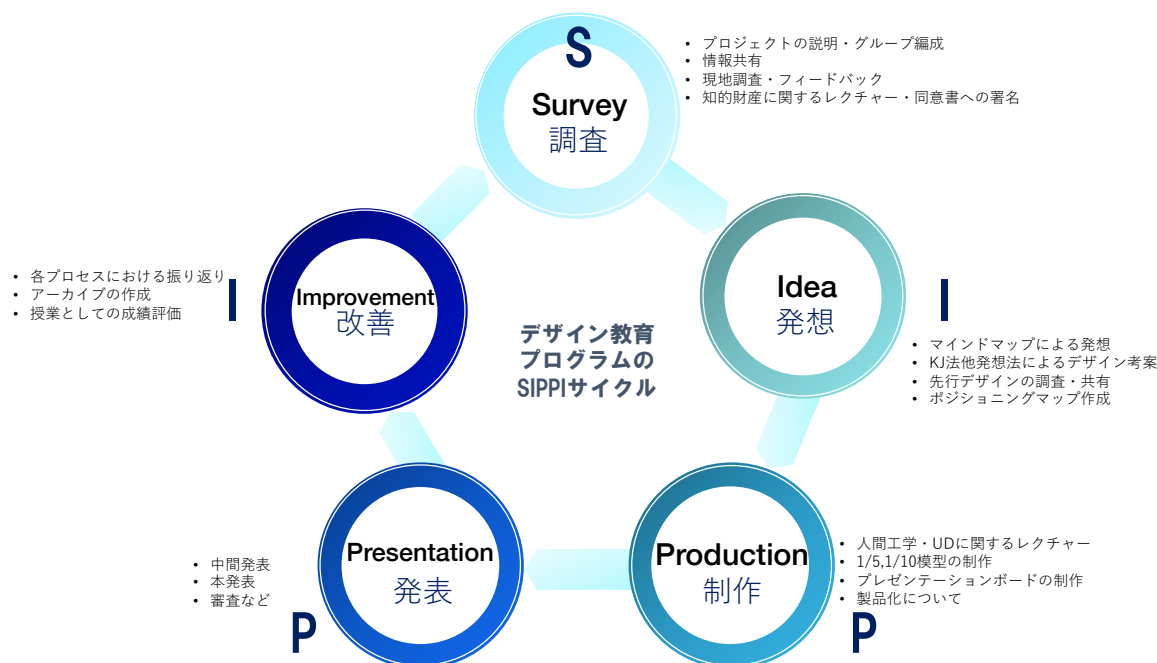 S
Survey
調査
• プロジェクトの説明・グループ編成
• 情報共有
• 現地調査・フィードバック
• 知的財産に関するレクチャー・同意書への署名
I
Idea
発想
• マインドマップによる発想
• KJ法他発想法によるデザイン考案
• 先行デザインの調査・共有
• ポジショニングマップ作成
P
Production
制作
• 人間工学・UDに関するレクチャー
• 1/5,1/10模型の制作
• プレゼンテーションボードの制作
• 製品化について
P
Presentation
発表
• 中間発表
• 本発表
• 審査など
I
Improvement
改善
• 各プロセスにおける振り返り
• アーカイブの作成
• 授業としての成績評価
デザイン教育
プログラムの
SIPPIサイクル